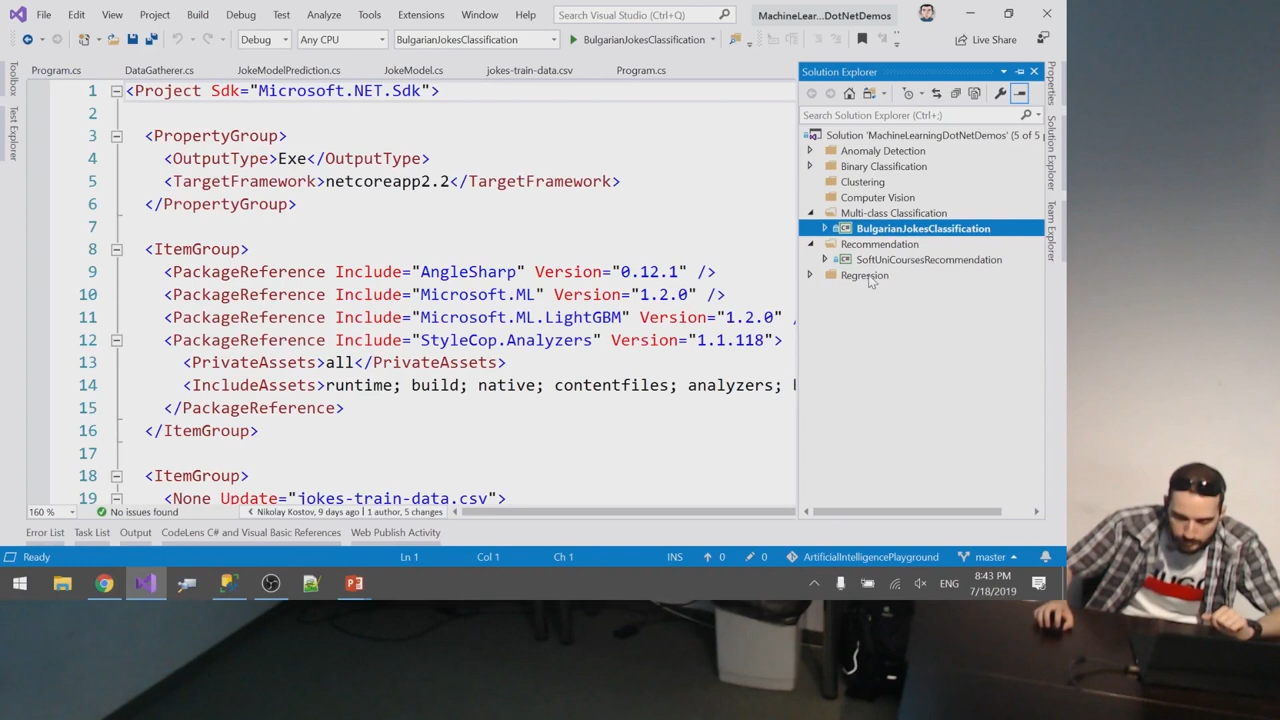 File Edit View Project Build Debug Test Analyze Tools Extensions Window Help Search Visual Studio (Ctrl+Q) MachineLear...DotNetDemos
Debug Any CPU BulgarianJokesClassification BulgarianJokesClassification Live Share
Program.cs DataGatherer.cs JokeModelPrediction.cs JokeModel.cs jokes-train-data.csv Program.cs
Toolbox
Test Explorer
1 <Project Sdk="Microsoft.NET.Sdk">
2
3 <PropertyGroup>
4 <OutputType>Exe</OutputType>
5 <TargetFramework>netcoreapp2.2</TargetFramework>
6 </PropertyGroup>
7
8 <ItemGroup>
9 <PackageReference Include="AngleSharp" Version="0.12.1" />
10 <PackageReference Include="Microsoft.ML" Version="1.2.0" />
11 <PackageReference Include="Microsoft.ML.LightGBM" Version="1.2.0" /
12 <PackageReference Include="StyleCop.Analyzers" Version="1.1.118">
13 <PrivateAssets>all</PrivateAssets>
14 <IncludeAssets>runtime; build; native; contentfiles; analyzers;
15 </PackageReference>
16 </ItemGroup>
17
18 <ItemGroup>
19 <None Update="jokes-train-data.csv">
Solution Explorer
Search Solution Explorer (Ctrl+;)
Solution 'MachineLearningDotNetDemos' (5 of 5
Anomaly Detection
Binary Classification
Clustering
Computer Vision
Multi-class Classification
BulgarianJokesClassification
Recommendation
SoftUniCoursesRecommendation
Regression
Properties
Solution Explorer
Team Explorer
160 % No issues found Nikolay Kostov, 9 days ago | 1 author, 5 changes
Error List Task List Output CodeLens C# and Visual Basic References Web Publish Activity
Ready Ln 1 Col 1 Ch 1 INS 0 0 ArtificialIntelligencePlayground master
ENG 8:43 PM
7/18/2019